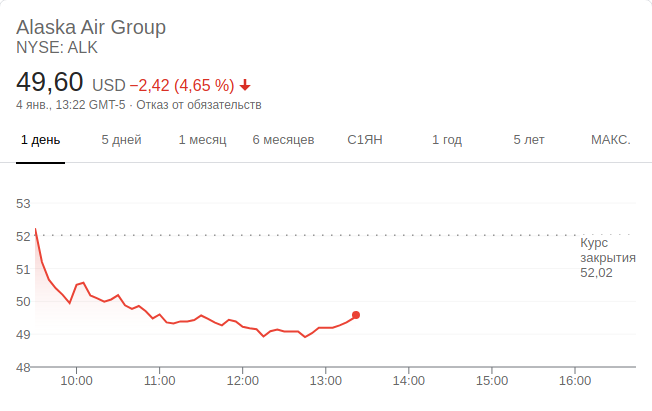 Alaska Air Group
NYSE: ALK
49,60 USD −2,42 (4,65 %)
4 янв., 13:22 GMT-5 · Отказ от обязательств
1 день 5 дней 1 месяц 6 месяцев С1ЯН 1 год 5 лет МАКС.
53
52
51
50
49
48
Курс
закрытия
52,02
10:00 11:00 12:00 13:00 14:00 15:00 16:00